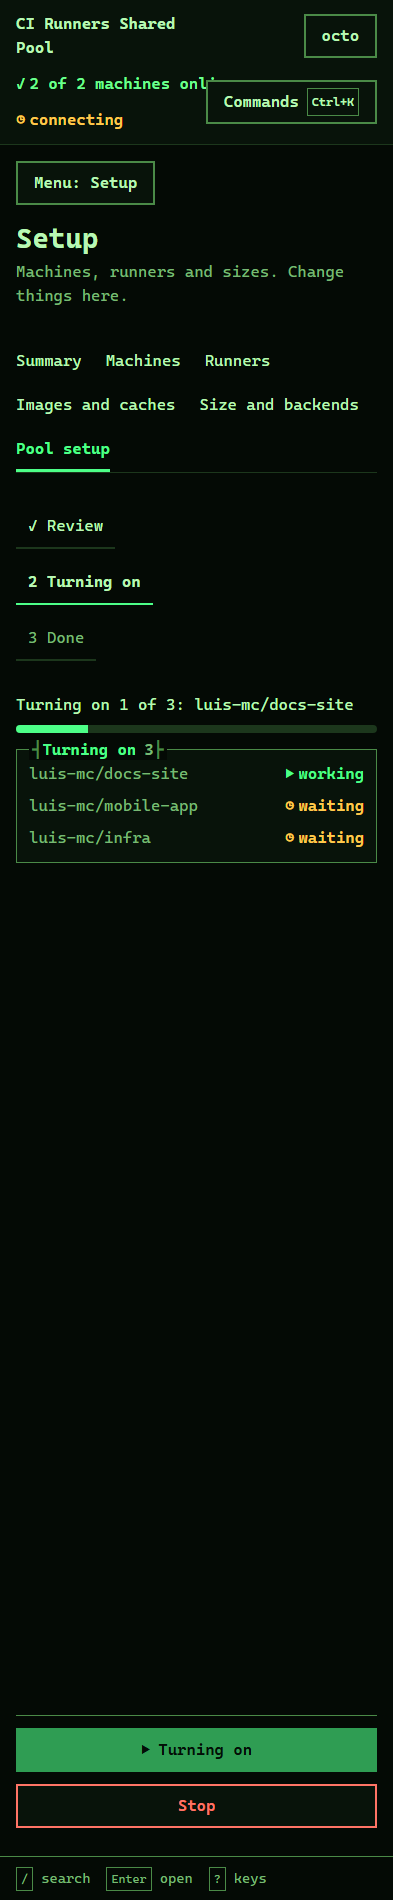 CI Runners Shared
Pool
octo
✓ 2 of 2 machines
Commands Ctrl+K
connecting
Menu: Setup
Setup
Machines, runners and sizes. Change
things here.
Summary Machines Runners
Images and caches Size and backends
Pool setup
✓ Review
2 Turning on
3 Done
Turning on 1 of 3: luis-mc/docs-site
Turning on 3
luis-mc/docs-site working
luis-mc/mobile-app waiting
luis-mc/infra waiting
Turning on
Stop
/ search Enter open ? keys